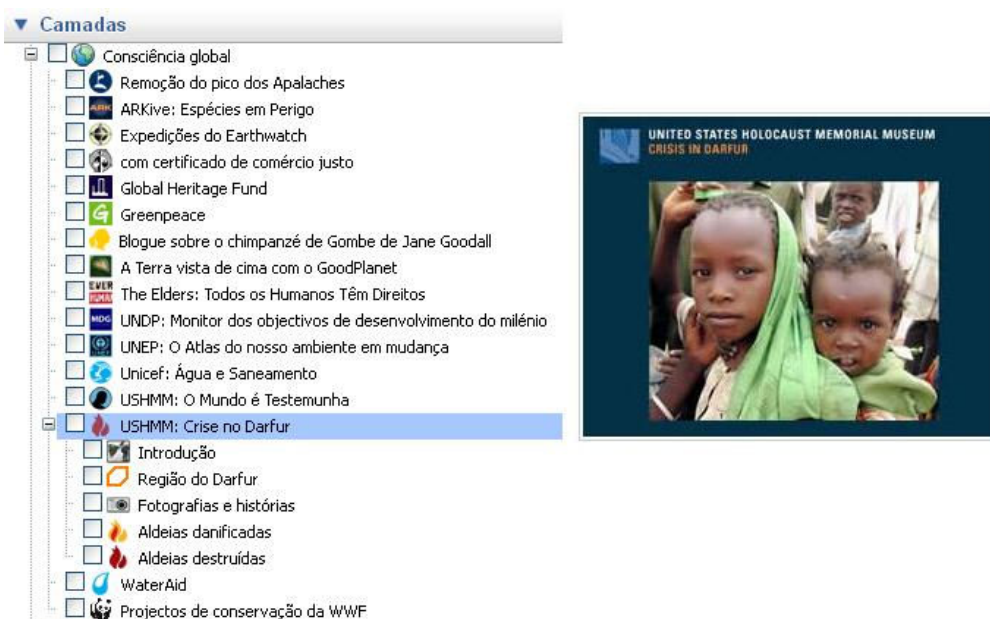 Camadas
Consciência global
Remoção do pico dos Apalaches
ARK
ARKive: Espécies em Perigo
Expedições do Earthwatch
com certificado de comércio justo
Global Heritage Fund
G
Greenpeace
Blogue sobre o chimpanzé de Gombe de Jane Goodall
A Terra vista de cima com o GoodPlanet
EVERY
HUMAN
The Elders: Todos os Humanos Têm Direitos
MDG
UNDP: Monitor dos objectivos de desenvolvimento do milénio
UNEP: O Atlas do nosso ambiente em mudança
Unicef: Água e Saneamento
USHMM: O Mundo é Testemunha
USHMM: Crise no Darfur
Introdução
Região do Darfur
Fotografias e histórias
Aldeias danificadas
Aldeias destruídas
WaterAid
Projectos de conservação da WWF
UNITED STATES HOLOCAUST MEMORIAL MUSEUM
CRISIS IN DARFUR